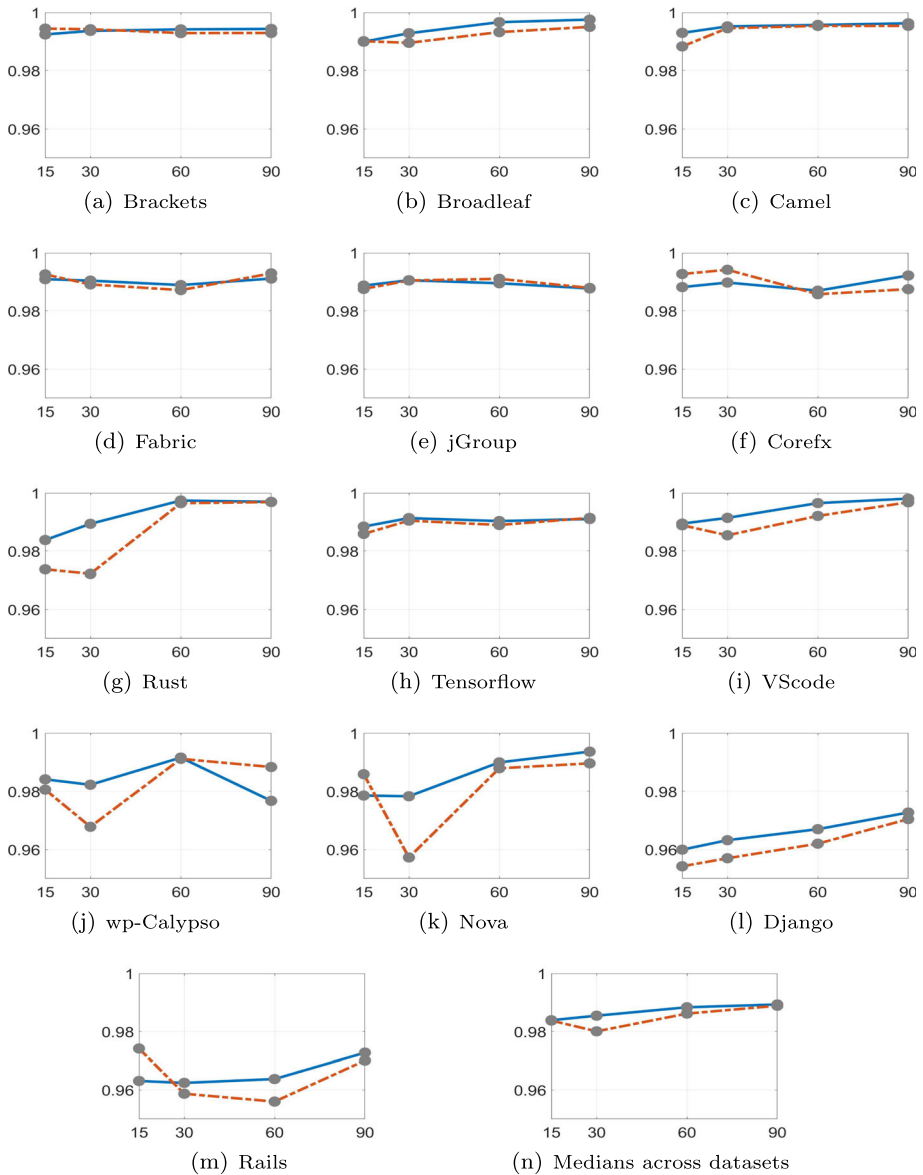 1 1 1
0.98 0.98 0.98
0.96 0.96 0.96
15 30 60 90 15 30 60 90 15 30 60 90
(a) Brackets (b) Broadleaf (c) Camel
1 1 1
0.98 0.98 0.98
0.96 0.96 0.96
15 30 60 90 15 30 60 90 15 30 60 90
(d) Fabric (e) jGroup (f) Corefx
1 1 1
0.98 0.98 0.98
0.96 0.96 0.96
15 30 60 90 15 30 60 90 15 30 60 90
(g) Rust (h) Tensorflow (i) VScode
1 1 1
0.98 0.98 0.98
0.96 0.96 0.96
15 30 60 90 15 30 60 90 15 30 60 90
(j) wp-Calypso (k) Nova (l) Django
1 1
0.98 0.98
0.96 0.96
15 30 60 90 15 30 60 90
(m) Rails (n) Medians across datasets